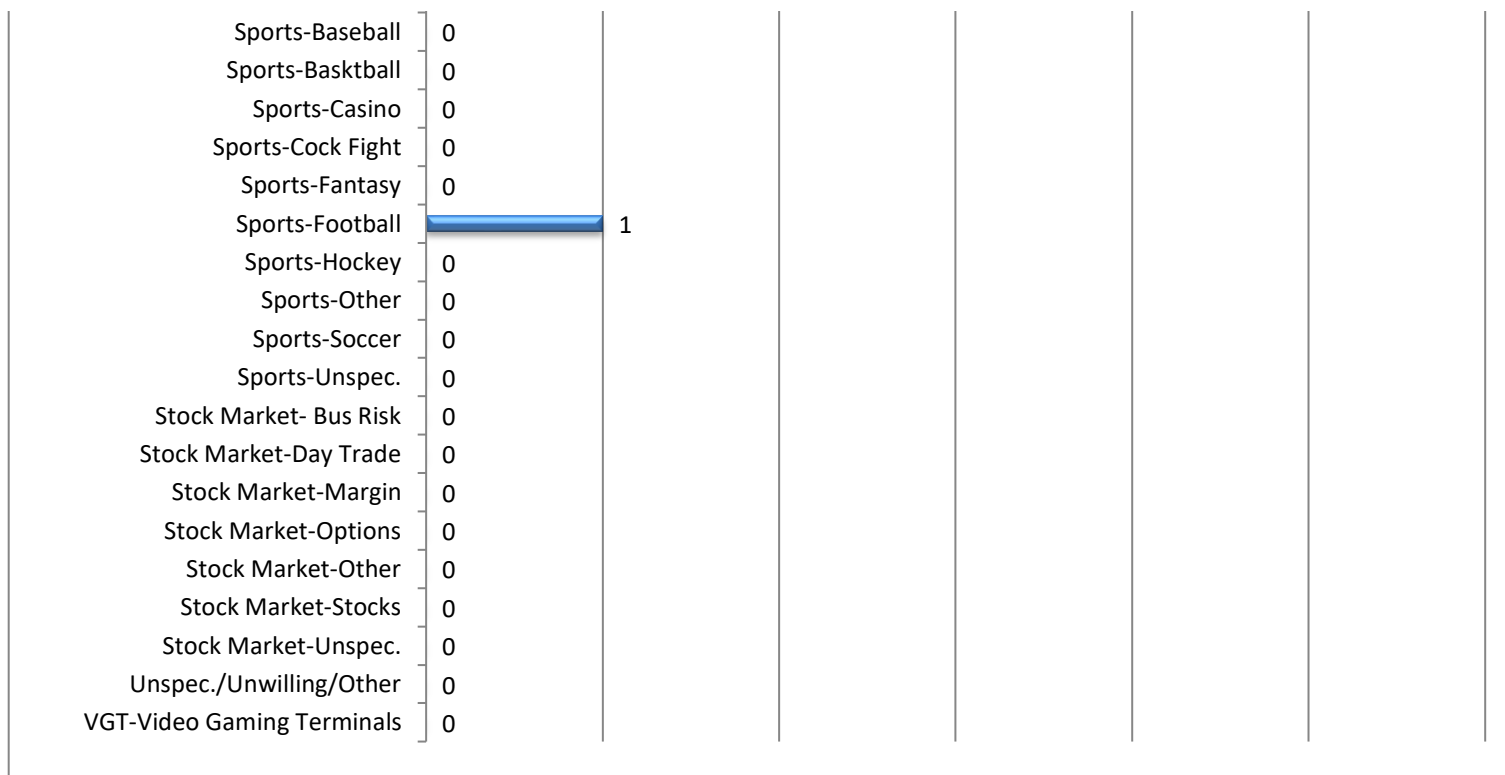 Sports-Baseball 0
Sports-Basktball 0
Sports-Casino 0
Sports-Cock Fight 0
Sports-Fantasy 0
Sports-Football 1
Sports-Hockey 0
Sports-Other 0
Sports-Soccer 0
Sports-Unspec. 0
Stock Market- Bus Risk 0
Stock Market-Day Trade 0
Stock Market-Margin 0
Stock Market-Options 0
Stock Market-Other 0
Stock Market-Stocks 0
Stock Market-Unspec. 0
Unspec./Unwilling/Other 0
VGT-Video Gaming Terminals 0